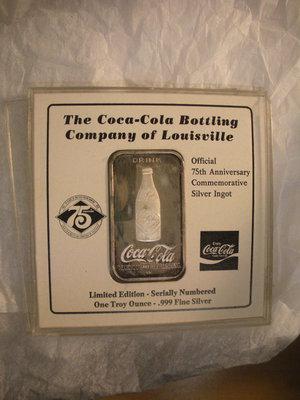 The Coca-Cola Bottling
Company of Louisville
Official
75th Anniversary
Commemorative
Silver Ingot
DRINK
Coca-Cola
75
Enjoy
Coca-Cola
Limited Edition - Serially Numbered
One Troy Ounce - .999 Fine Silver